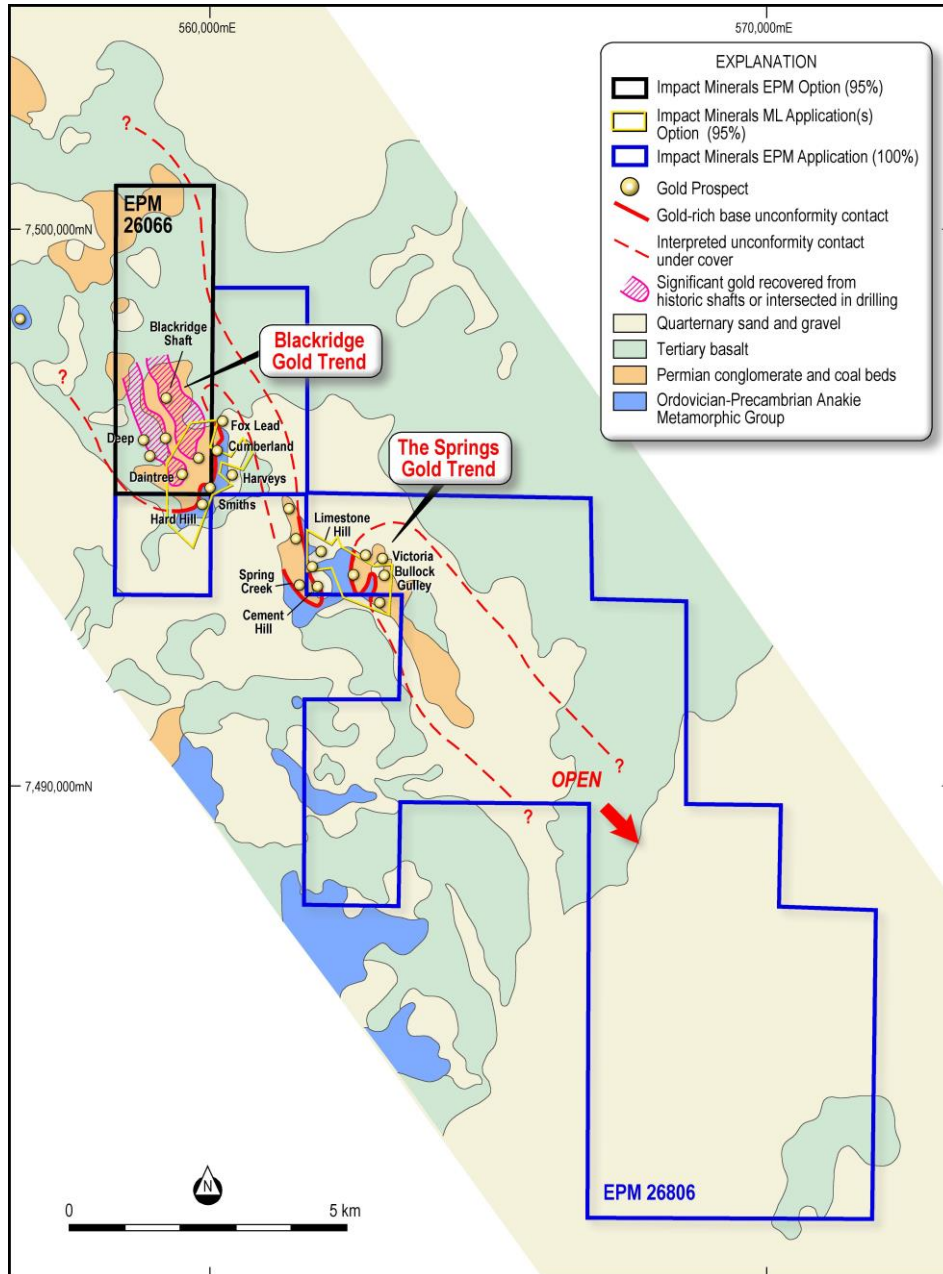 560,000mE
570,000mE
EXPLANATION
Impact Minerals EPM Option (95%)
Impact Minerals ML Application(s)
Option (95%)
Impact Minerals EPM Application (100%)
Gold Prospect
Gold-rich base unconformity contact
Interpreted unconformity contact
under cover
Significant gold recovered from
historic shafts or intersected in drilling
Quaternary sand and gravel
Tertiary basalt
Permian conglomerate and coal beds
Ordovician-Precambrian Anakie
Metamorphic Group
?
EPM
26066
7,500,000mN
Blackridge
Shaft
Blackridge
Gold Trend
?
Fox Lead
Deep
Cumberland
The Springs
Gold Trend
Daintree
Harveys
Smiths
Hard Hill
Limestone
Hill
Victoria
Bullock
Gulley
Spring
Creek
Cement
Hill
?
OPEN
7,490,000mN
?
EPM 26806
N
0
5 km